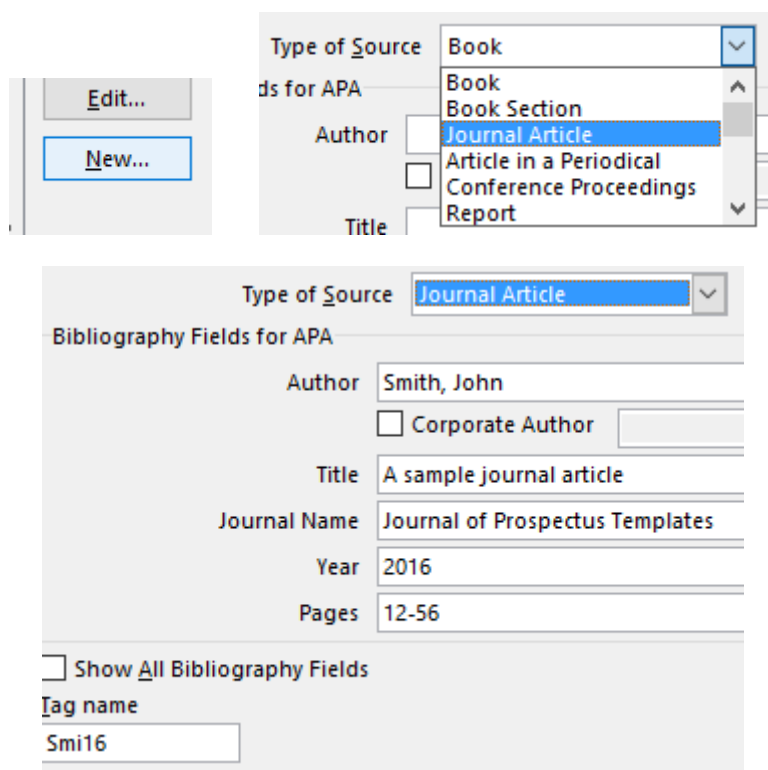 Edit...
New...
Type of Source Book
ds for APA
Book
Book Section
Author Journal Article
Article in a Periodical
Conference Proceedings
Title Report
Type of Source Journal Article
Bibliography Fields for APA
Author Smith, John
Corporate Author
Title A sample journal article
Journal Name Journal of Prospectus Templates
Year 2016
Pages 12-56
Show All Bibliography Fields
Tag name
Smi16